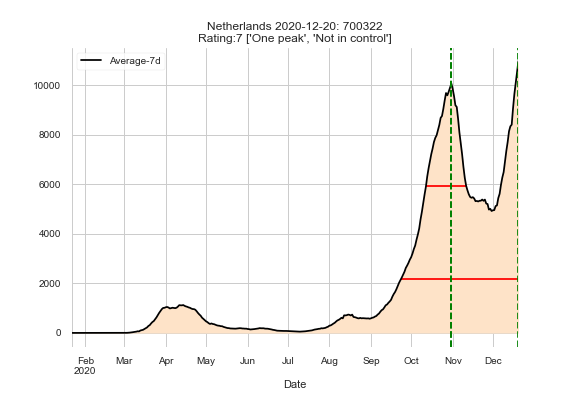 Netherlands 2020-12-20: 700322
Rating:7 ['One peak', 'Not in control']
Average-7d
10000
8000
6000
4000
2000
0
Feb Mar Apr May Jun Jul Aug Sep Oct Nov Dec
2020
Date